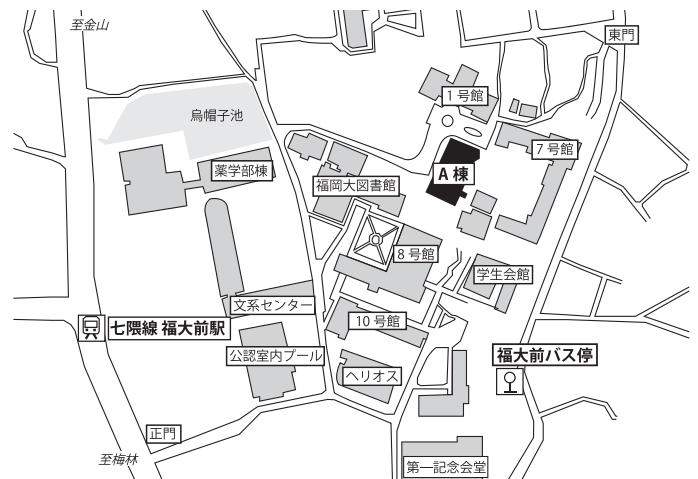 至金山
東門
烏帽子池
1号館
7号館
薬学部棟
A棟
福岡大図書館
8号館
学生会館
文系センター
七隈線 福大前駅
10号館
公認室内プール
福大前バス停
ヘリオス
正門
至梅林
第一記念会堂